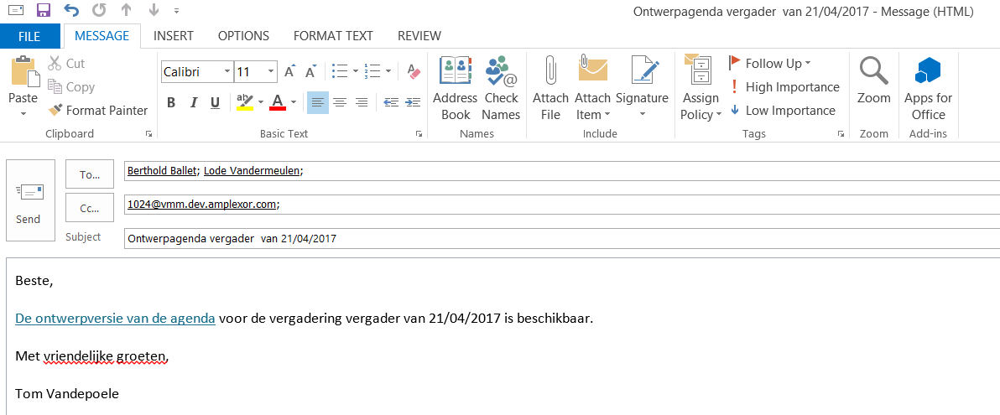 Ontwerpagenda vergader  van 21/04/2017 - Message (HTML)
FILE MESSAGE INSERT OPTIONS FORMAT TEXT REVIEW
Paste
Cut
Copy
Format Painter
Clipboard
Calibri 11
B I U A
Basic Text
Address Book
Check Names
Names
Attach File
Attach Item
Signature
Include
Assign Policy
Follow Up
High Importance
Low Importance
Tags
Zoom
Zoom
Apps for Office
Add-ins
Send
To... Berthold Ballet; Lode Vandermeulen;
Cc... 1024@vmm.dev.amplexor.com;
Subject Ontwerpagenda vergader  van 21/04/2017
Beste,
De ontwerpversie van de agenda voor de vergadering vergader van 21/04/2017 is beschikbaar.
Met vriendelijke groeten,
Tom Vandepoele